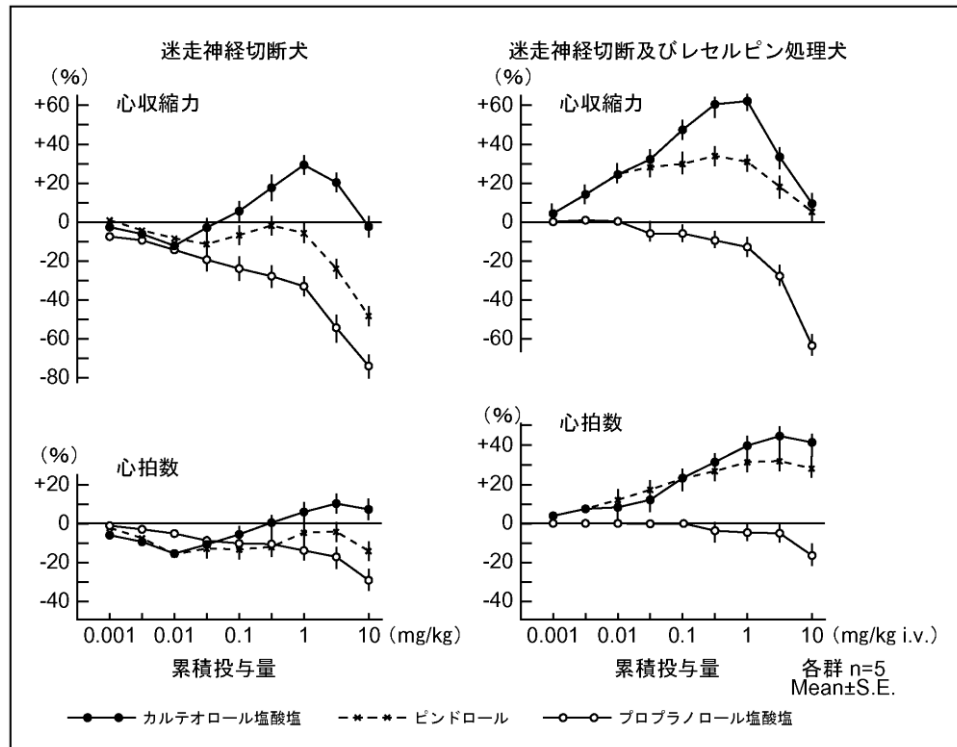 迷走神経切断犬
(%)
心収縮力
+60
+40
+20
0
-20
-40
-60
-80
(%)
心拍数
+20
0
-20
-40
0.001 0.01 0.1 1 10 (mg/kg)
累積投与量
迷走神経切断及びレセルピン処理犬
(%)
心収縮力
+60
+40
+20
0
-20
-40
-60
(%)
心拍数
+40
+20
0
-20
-40
0.001 0.01 0.1 1 10 (mg/kg i.v.)
累積投与量
各群 n=5
Mean±S.E.
カルテオロール塩酸塩 ピンドロール プロプラノロール塩酸塩